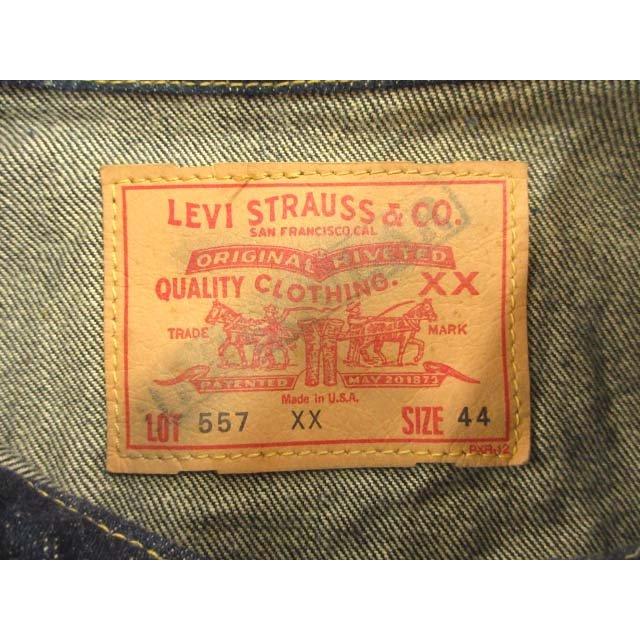 LEVI STRAUSS & CO.
SAN FRANCISCO, CAL
ORIGINAL RIVETED
QUALITY CLOTHING. XX
TRADE MARK
PATENTED MAY 20 1873
Made in U.S.A.
LOT 557 XX SIZE 44